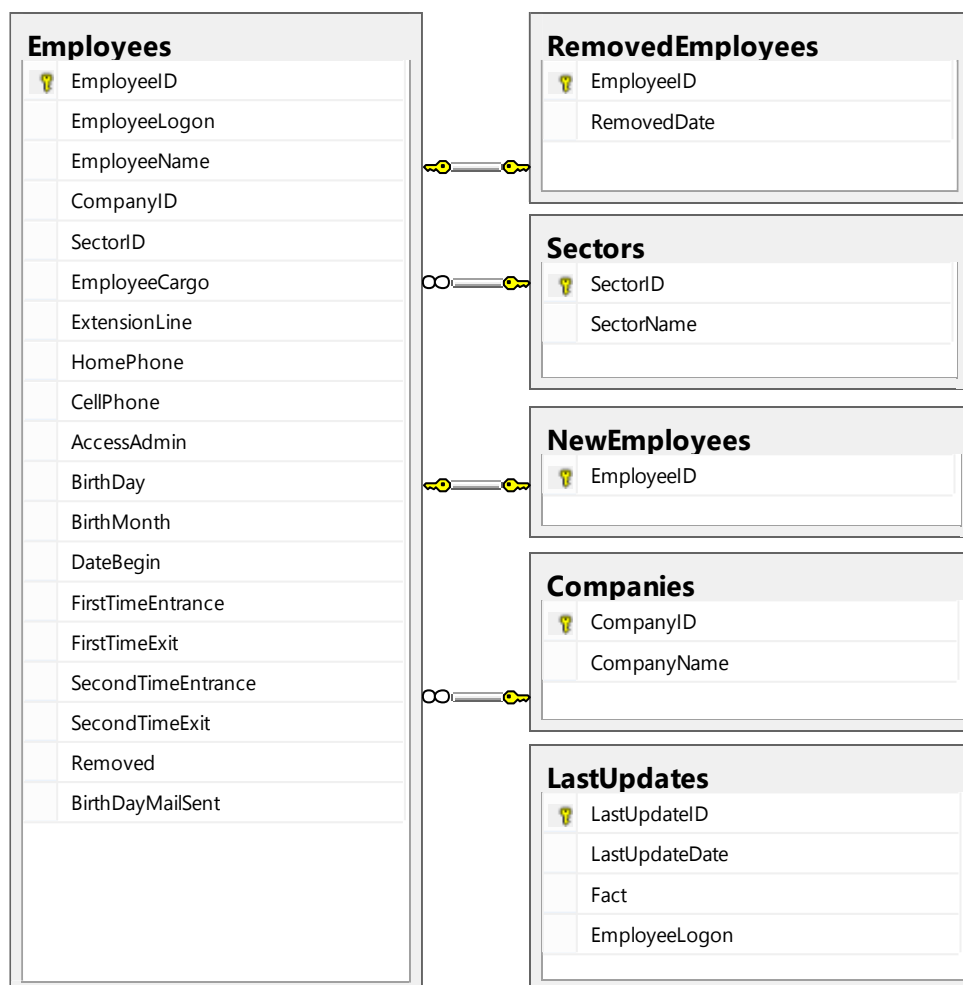 Employees
EmployeeID
EmployeeLogon
EmployeeName
CompanyID
SectorID
EmployeeCargo
ExtensionLine
HomePhone
CellPhone
AccessAdmin
BirthDay
BirthMonth
DateBegin
FirstTimeEntrance
FirstTimeExit
SecondTimeEntrance
SecondTimeExit
Removed
BirthDayMailSent
RemovedEmployees
EmployeeID
RemovedDate
Sectors
SectorID
SectorName
NewEmployees
EmployeeID
Companies
CompanyID
CompanyName
LastUpdates
LastUpdateID
LastUpdateDate
Fact
EmployeeLogon